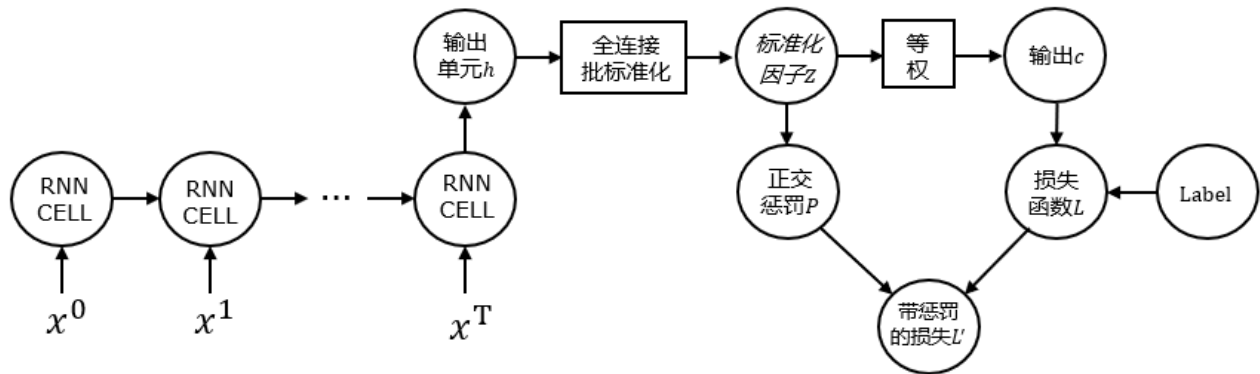 输出
单元h
全连接
批标准化
标准化
因子z
等
权
输出c
RNN
CELL
RNN
CELL
...
RNN
CELL
正交
惩罚P
损失
函数L
Label
x⁰
x¹
xᵀ
带惩罚
的损失L'